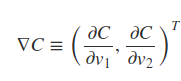 ∇C ≡ (∂C/∂v₁, ∂C/∂v₂)ᵀ